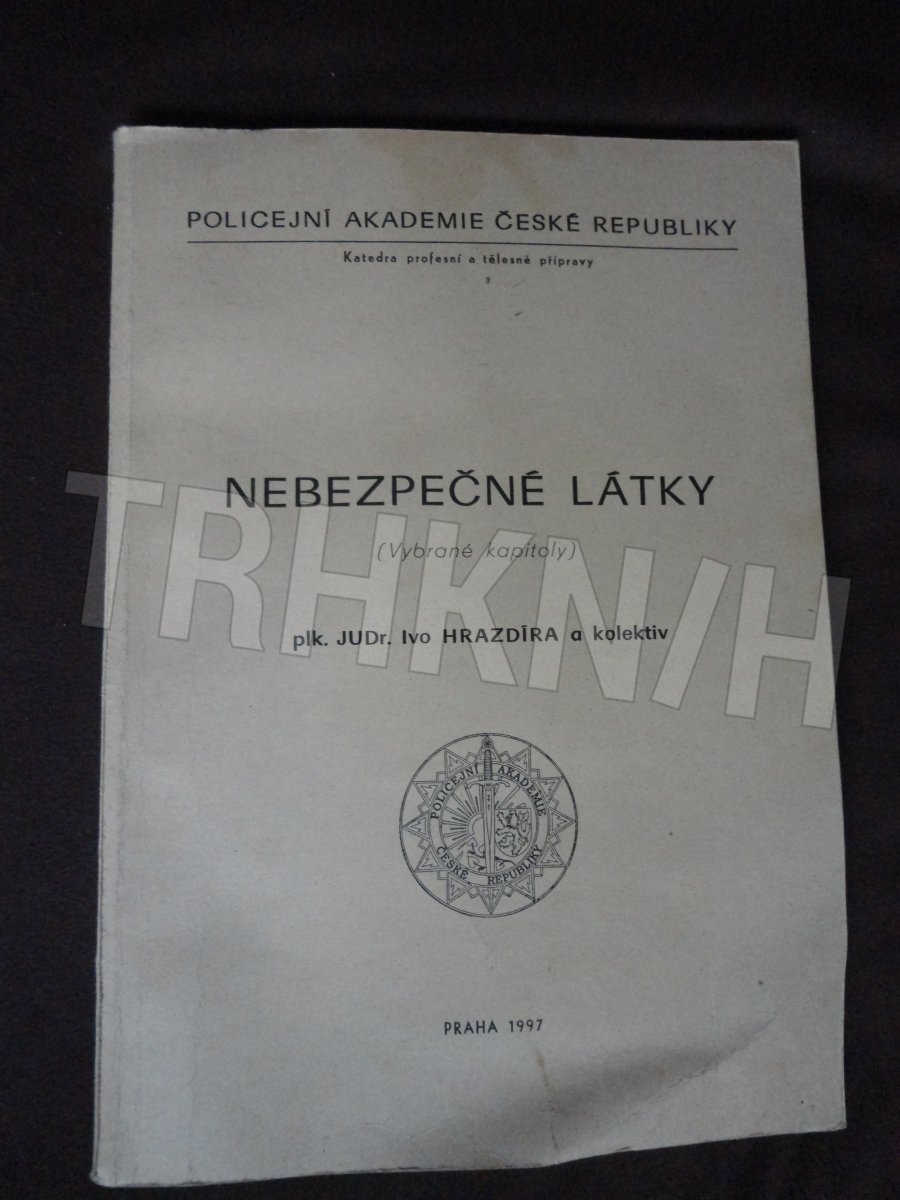 POLICEJNÍ AKADEMIE ČESKÉ REPUBLIKY
Katedra profesní a tělesné přípravy
NEBEZPEČNÉ LÁTKY
(Vybrané kapitoly)
plk. JUDr. Ivo HRAZDÍRA a kolektiv
TRHKNIH
POLICEJNÍ AKADEMIE
ČESKÉ REPUBLIKY
PRAHA 1997